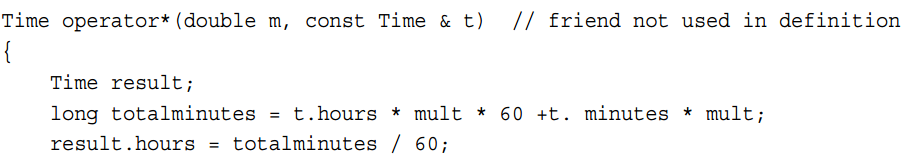 Time operator*(double m, const Time & t)  // friend not used in definition
{
    Time result;
    long totalminutes = t.hours * mult * 60 +t. minutes * mult;
    result.hours = totalminutes / 60;